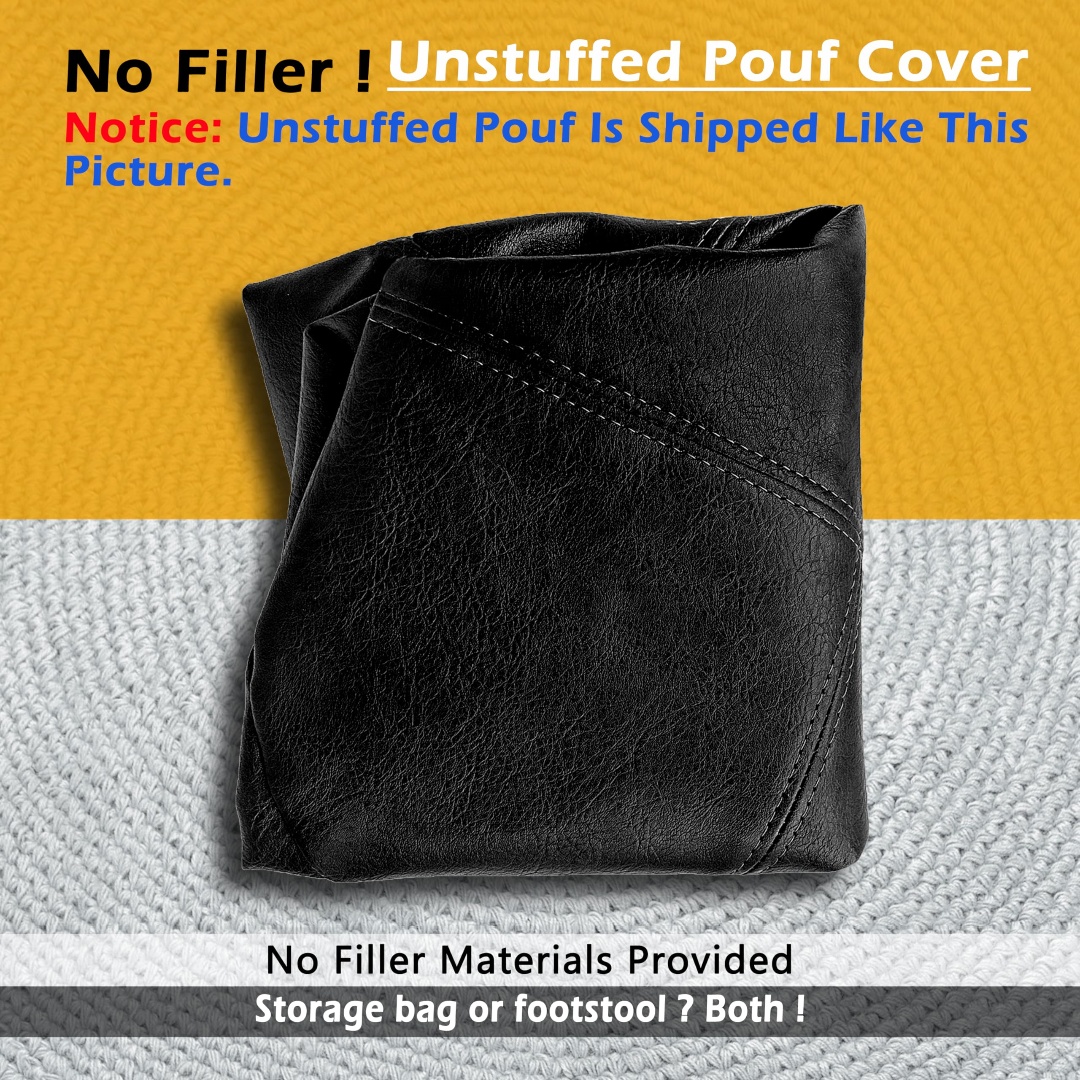 No Filler ! Unstuffed Pouf Cover
Notice: Unstuffed Pouf Is Shipped Like This
Picture.
No Filler Materials Provided
Storage bag or footstool ? Both !